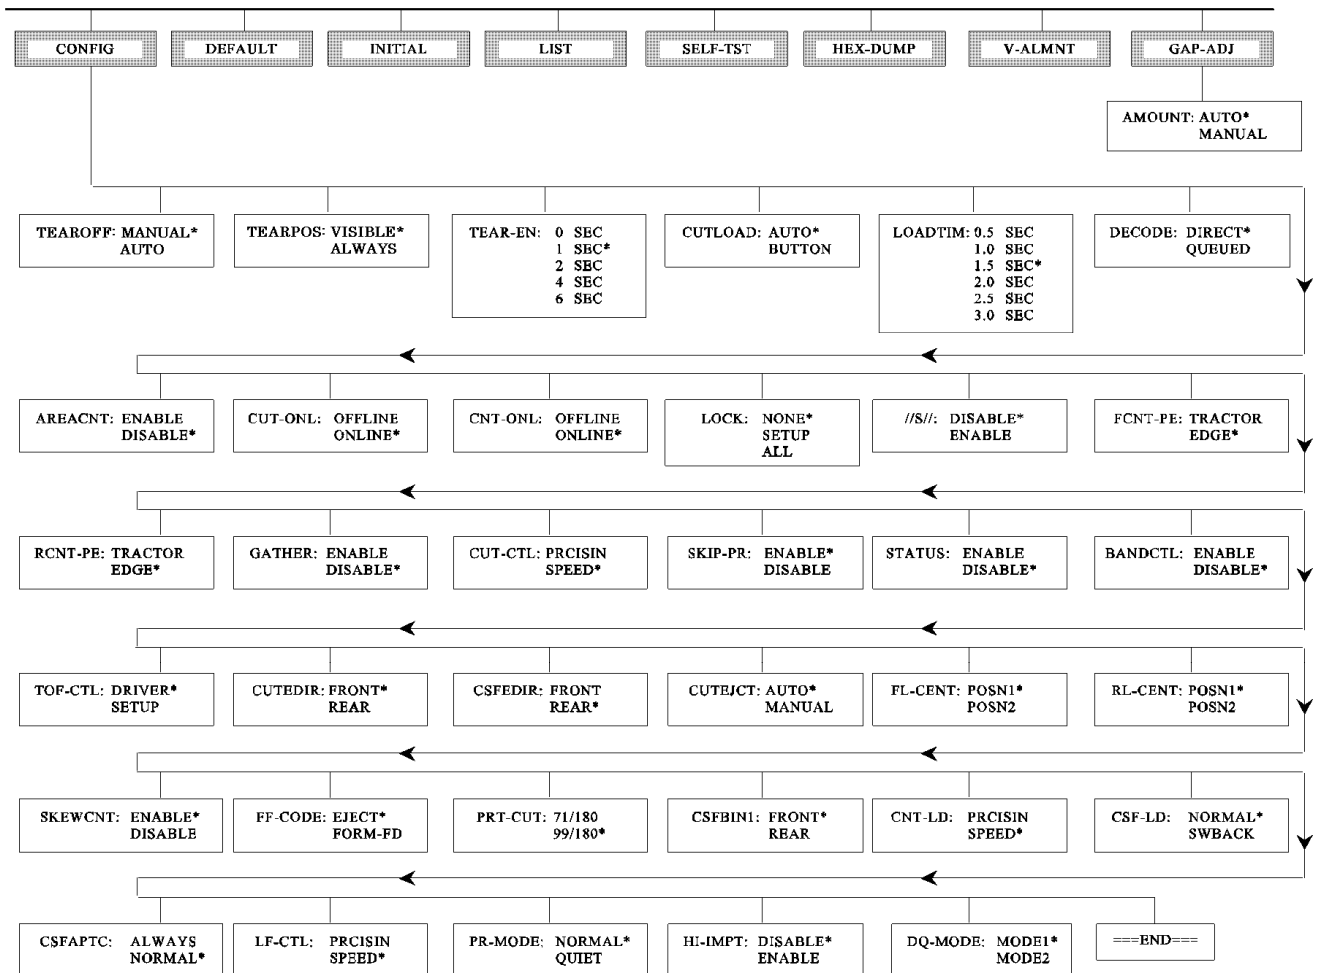 CONFIG
DEFAULT
INITIAL
LIST
SELF-TST
HEX-DUMP
V-ALMNT
GAP-ADJ
AMOUNT: AUTO*
MANUAL
TEAROFF: MANUAL*
AUTO
TEARPOS: VISIBLE*
ALWAYS
TEAR-EN: 0 SEC
1 SEC*
2 SEC
4 SEC
6 SEC
CUTLOAD: AUTO*
BUTTON
LOADTIM: 0.5 SEC
1.0 SEC
1.5 SEC*
2.0 SEC
2.5 SEC
3.0 SEC
DECODE: DIRECT*
QUEUED
AREACNT: ENABLE
DISABLE*
CUT-ONL: OFFLINE
ONLINE*
CNT-ONL: OFFLINE
ONLINE*
LOCK: NONE*
SETUP
ALL
//S//: DISABLE*
ENABLE
FCNT-PE: TRACTOR
EDGE*
RCNT-PE: TRACTOR
EDGE*
GATHER: ENABLE
DISABLE*
CUT-CTL: PRCISIN
SPEED*
SKIP-PR: ENABLE*
DISABLE
STATUS: ENABLE
DISABLE*
BANDCTL: ENABLE
DISABLE*
TOF-CTL: DRIVER*
SETUP
CUTEDIR: FRONT*
REAR
CSFEDIR: FRONT
REAR*
CUTEJCT: AUTO*
MANUAL
FL-CENT: POSN1*
POSN2
RL-CENT: POSN1*
POSN2
SKEWCNT: ENABLE*
DISABLE
FF-CODE: EJECT*
FORM-FD
PRT-CUT: 71/180
99/180*
CSFBIN1: FRONT*
REAR
CNT-LD: PRCISIN
SPEED*
CSF-LD: NORMAL*
SWBACK
CSFAPTC: ALWAYS
NORMAL*
LF-CTL: PRCISIN
SPEED*
PR-MODE: NORMAL*
QUIET
HI-IMPT: DISABLE*
ENABLE
DQ-MODE: MODE1*
MODE2
===END===